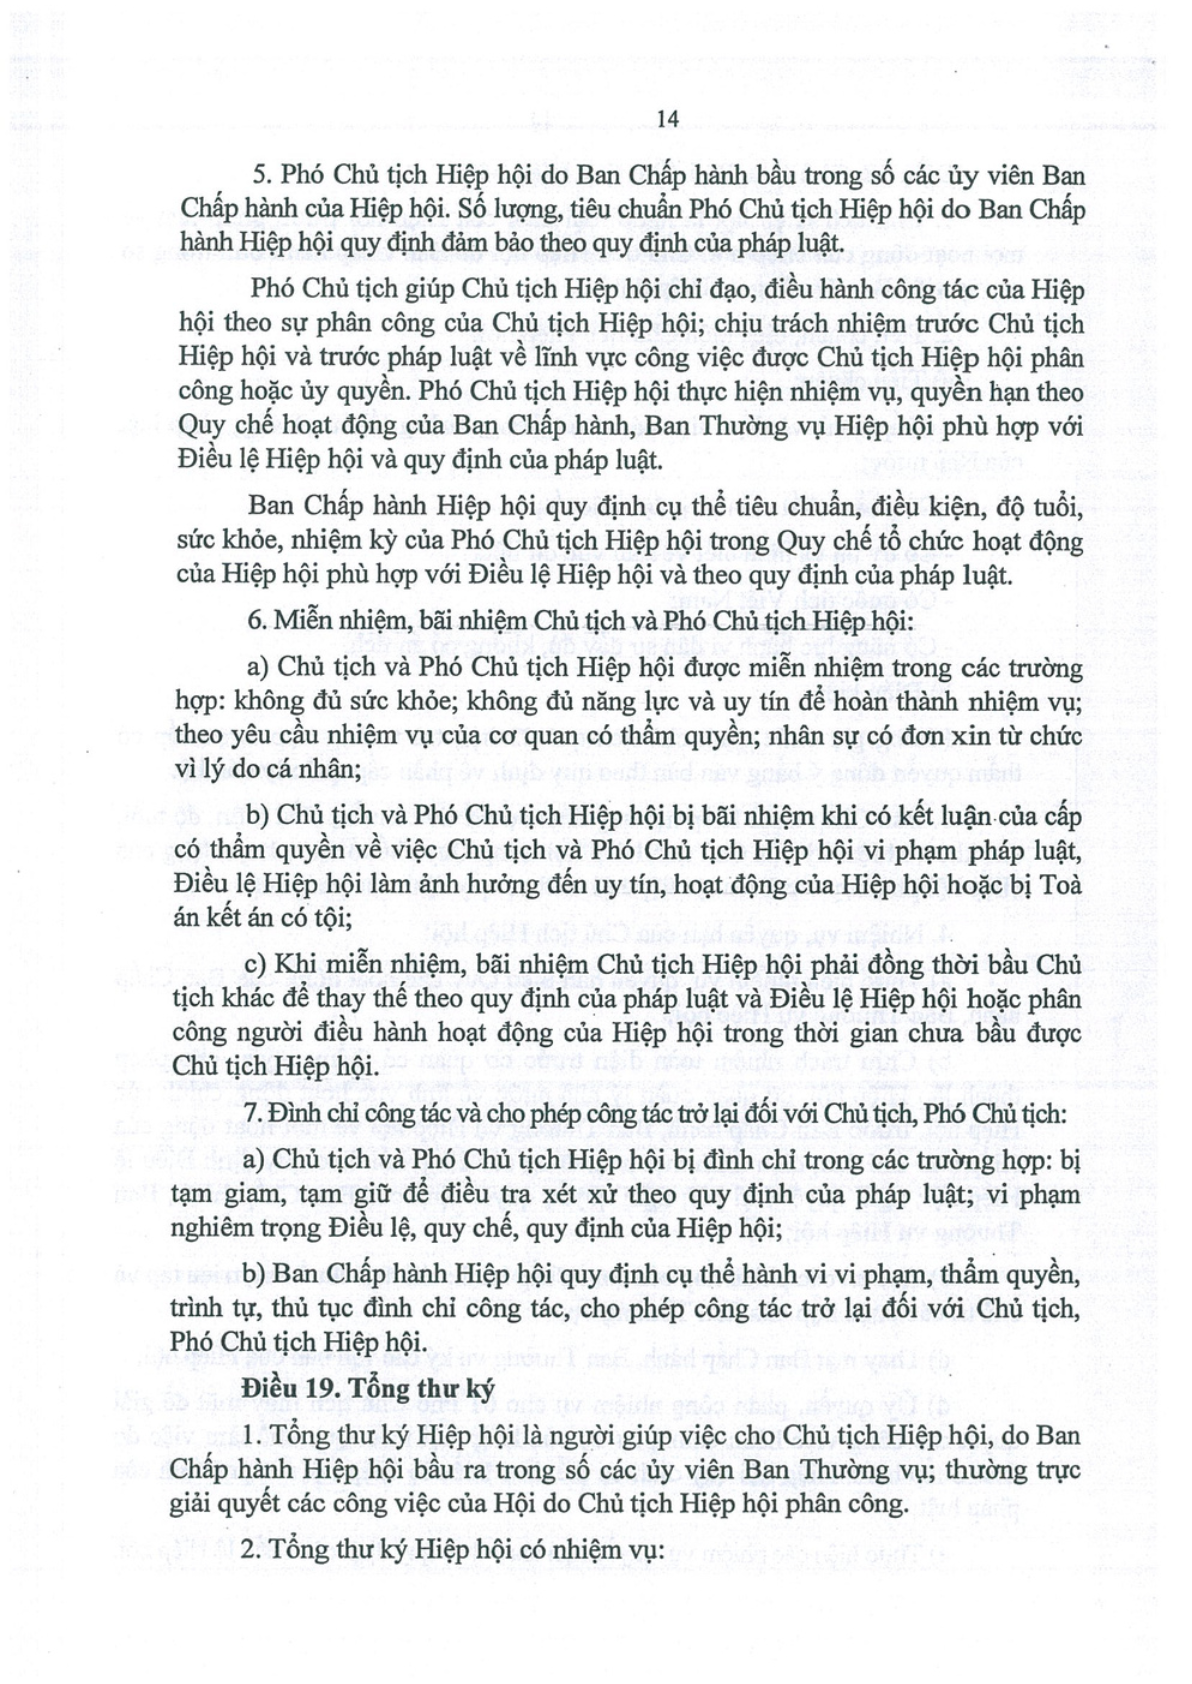 14
5. Phó Chủ tịch Hiệp hội do Ban Chấp hành bầu trong số các ủy viên Ban
Chấp hành của Hiệp hội. Số lượng, tiêu chuẩn Phó Chủ tịch Hiệp hội do Ban Chấp
hành Hiệp hội quy định đảm bảo theo quy định của pháp luật.
Phó Chủ tịch giúp Chủ tịch Hiệp hội chỉ đạo, điều hành công tác của Hiệp
hội theo sự phân công của Chủ tịch Hiệp hội; chịu trách nhiệm trước Chủ tịch
Hiệp hội và trước pháp luật về lĩnh vực công việc được Chủ tịch Hiệp hội phân
công hoặc ủy quyền. Phó Chủ tịch Hiệp hội thực hiện nhiệm vụ, quyền hạn theo
Quy chế hoạt động của Ban Chấp hành, Ban Thường vụ Hiệp hội phù hợp với
Điều lệ Hiệp hội và quy định của pháp luật.
Ban Chấp hành Hiệp hội quy định cụ thể tiêu chuẩn, điều kiện, độ tuổi,
sức khỏe, nhiệm kỳ của Phó Chủ tịch Hiệp hội trong Quy chế tổ chức hoạt động
của Hiệp hội phù hợp với Điều lệ Hiệp hội và theo quy định của pháp luật.
6. Miễn nhiệm, bãi nhiệm Chủ tịch và Phó Chủ tịch Hiệp hội:
a) Chủ tịch và Phó Chủ tịch Hiệp hội được miễn nhiệm trong các trường
hợp: không đủ sức khỏe; không đủ năng lực và uy tín để hoàn thành nhiệm vụ;
theo yêu cầu nhiệm vụ của cơ quan có thẩm quyền; nhân sự có đơn xin từ chức
vì lý do cá nhân;
b) Chủ tịch và Phó Chủ tịch Hiệp hội bị bãi nhiệm khi có kết luận của cấp
có thẩm quyền về việc Chủ tịch và Phó Chủ tịch Hiệp hội vi phạm pháp luật,
Điều lệ Hiệp hội làm ảnh hưởng đến uy tín, hoạt động của Hiệp hội hoặc bị Toà
án kết án có tội;
c) Khi miễn nhiệm, bãi nhiệm Chủ tịch Hiệp hội phải đồng thời bầu Chủ
tịch khác để thay thế theo quy định của pháp luật và Điều lệ Hiệp hội hoặc phân
công người điều hành hoạt động của Hiệp hội trong thời gian chưa bầu được
Chủ tịch Hiệp hội.
7. Đình chỉ công tác và cho phép công tác trở lại đối với Chủ tịch, Phó Chủ tịch:
a) Chủ tịch và Phó Chủ tịch Hiệp hội bị đình chỉ trong các trường hợp: bị
tạm giam, tạm giữ để điều tra xét xử theo quy định của pháp luật; vi phạm
nghiêm trọng Điều lệ, quy chế, quy định của Hiệp hội;
b) Ban Chấp hành Hiệp hội quy định cụ thể hành vi vi phạm, thẩm quyền,
trình tự, thủ tục đình chỉ công tác, cho phép công tác trở lại đối với Chủ tịch,
Phó Chủ tịch Hiệp hội.
Điều 19. Tổng thư ký
1. Tổng thư ký Hiệp hội là người giúp việc cho Chủ tịch Hiệp hội, do Ban
Chấp hành Hiệp hội bầu ra trong số các ủy viên Ban Thường vụ; thường trực
giải quyết các công việc của Hội do Chủ tịch Hiệp hội phân công.
2. Tổng thư ký Hiệp hội có nhiệm vụ: